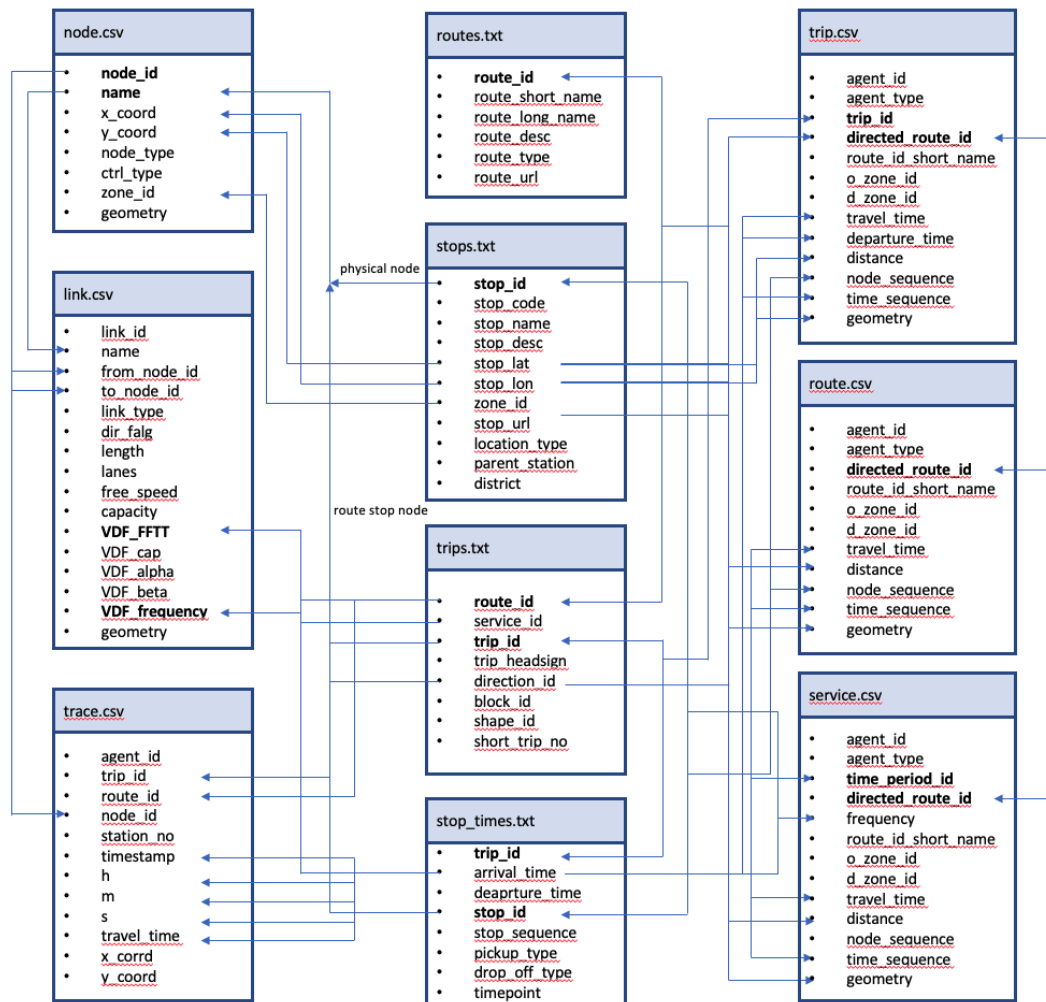 node.csv
node_id
name
x_coord
y_coord
node_type
ctrl_type
zone_id
geometry
link.csv
link_id
name
from_node_id
to_node_id
link_type
dir_falg
length
lanes
free_speed
capacity
VDF_FFTT
VDF_cap
VDF_alpha
VDF_beta
VDF_frequency
geometry
trace.csv
agent_id
trip_id
route_id
node_id
station_no
timestamp
h
m
s
travel_time
x_corrd
y_coord
physical node
route stop node
routes.txt
route_id
route_short_name
route_long_name
route_desc
route_type
route_url
stops.txt
stop_id
stop_code
stop_name
stop_desc
stop_lat
stop_lon
zone_id
stop_url
location_type
parent_station
district
trips.txt
route_id
service_id
trip_id
trip_headsign
direction_id
block_id
shape_id
short_trip_no
stop_times.txt
trip_id
arrival_time
deaprture_time
stop_id
stop_sequence
pickup_type
drop_off_type
timepoint
trip.csv
agent_id
agent_type
trip_id
directed_route_id
route_id_short_name
o_zone_id
d_zone_id
travel_time
departure_time
distance
node_sequence
time_sequence
geometry
route.csv
agent_id
agent_type
directed_route_id
route_id_short_name
o_zone_id
d_zone_id
travel_time
distance
node_sequence
time_sequence
geometry
service.csv
agent_id
agent_type
time_period_id
directed_route_id
frequency
route_id_short_name
o_zone_id
d_zone_id
travel_time
distance
node_sequence
time_sequence
geometry